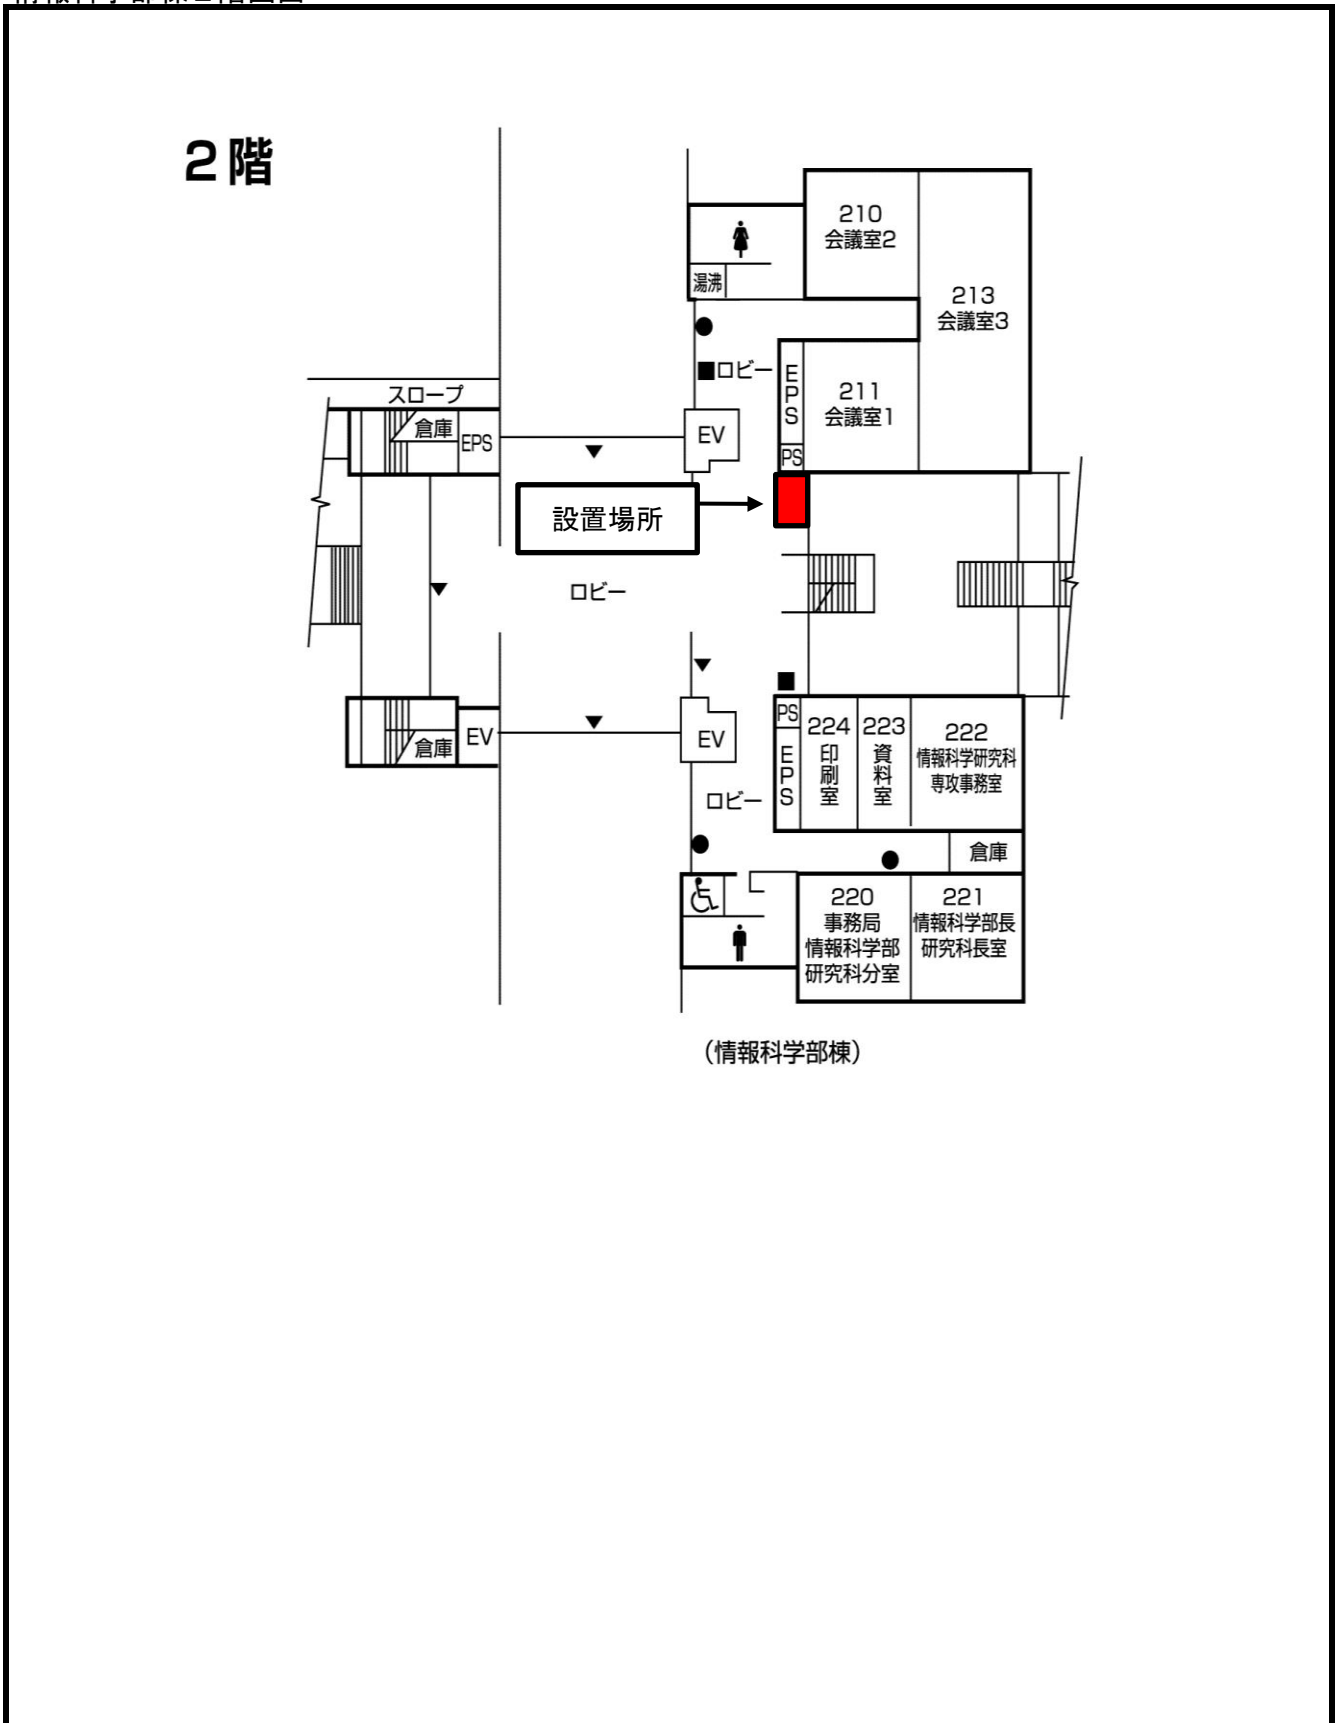 2階
210
会議室2
湯沸
213
会議室3
■ロビー
EPS
211
会議室1
スロープ
倉庫
EPS
EV
PS
設置場所
ロビー
PS
224
印刷室
223
資料室
222
情報科学研究科
専攻事務室
EV
倉庫
EV
EPS
ロビー
倉庫
220
事務局
情報科学部
研究科分室
221
情報科学部長
研究科長室
（情報科学部棟）